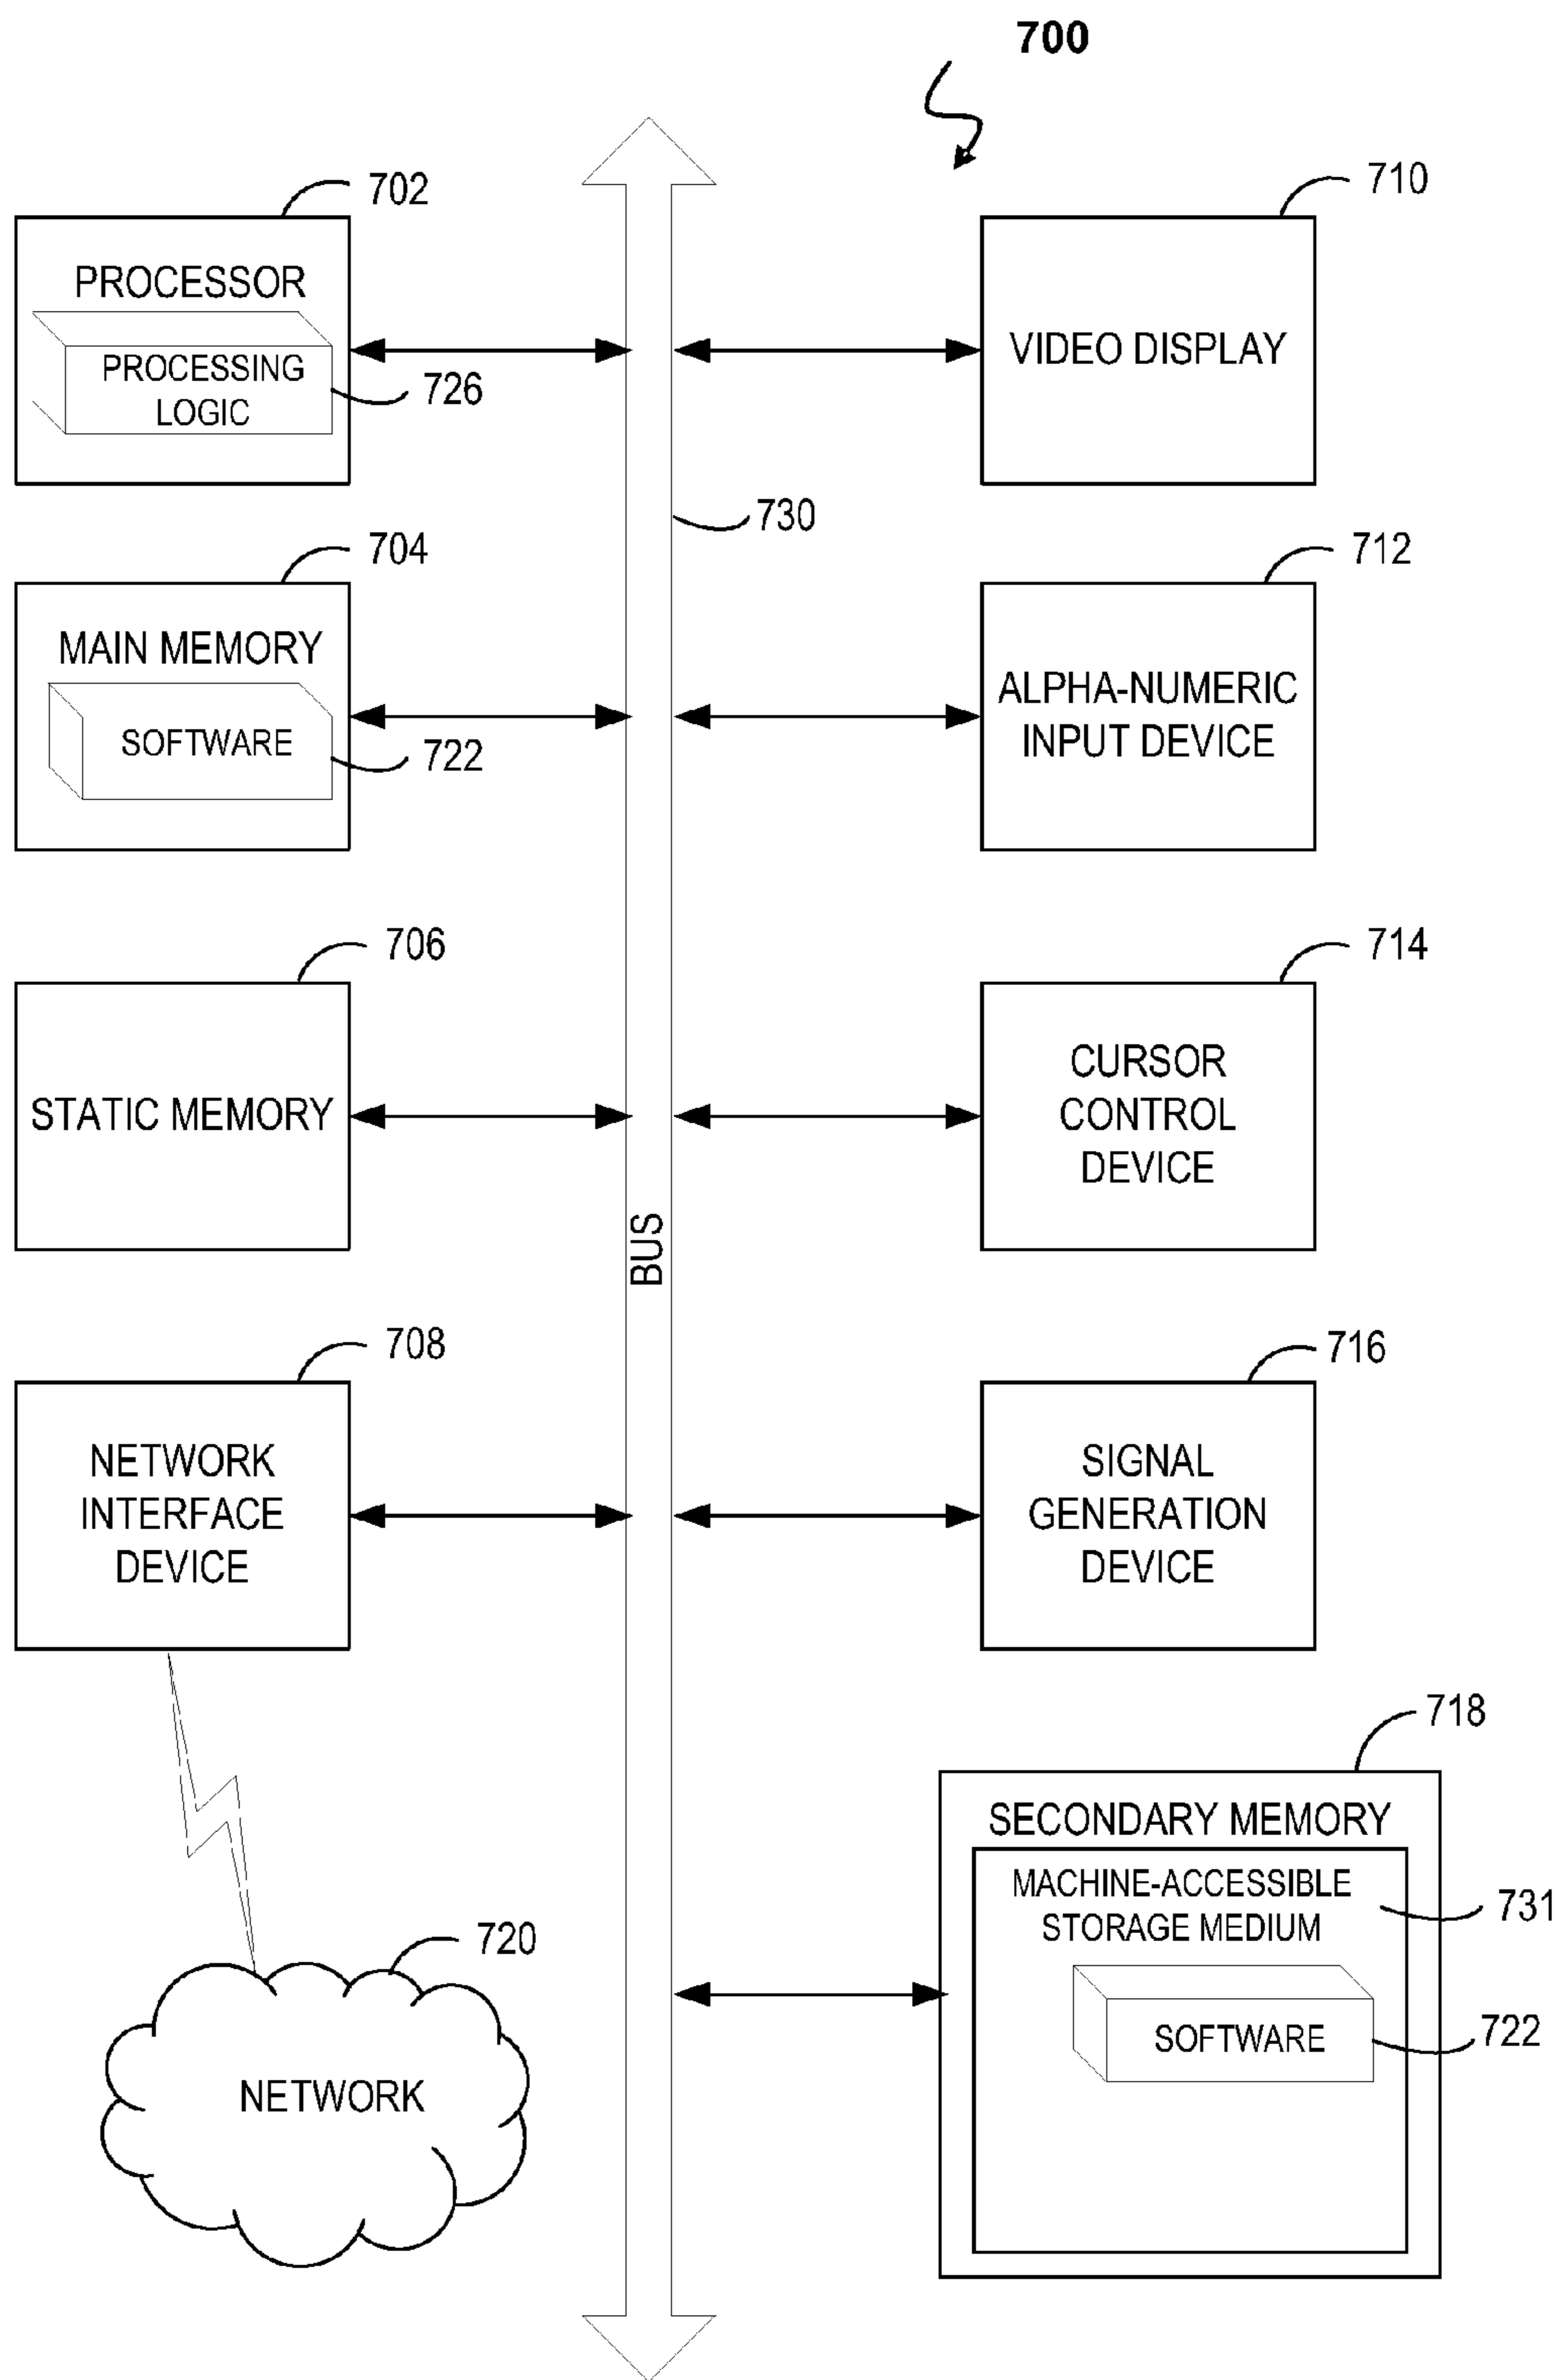 700
702
PROCESSOR
PROCESSING
LOGIC
726
710
VIDEO DISPLAY
730
704
MAIN MEMORY
SOFTWARE
722
712
ALPHA-NUMERIC
INPUT DEVICE
706
STATIC MEMORY
714
CURSOR
CONTROL
DEVICE
BUS
708
NETWORK
INTERFACE
DEVICE
716
SIGNAL
GENERATION
DEVICE
718
SECONDARY MEMORY
MACHINE-ACCESSIBLE
STORAGE MEDIUM
731
SOFTWARE
722
720
NETWORK